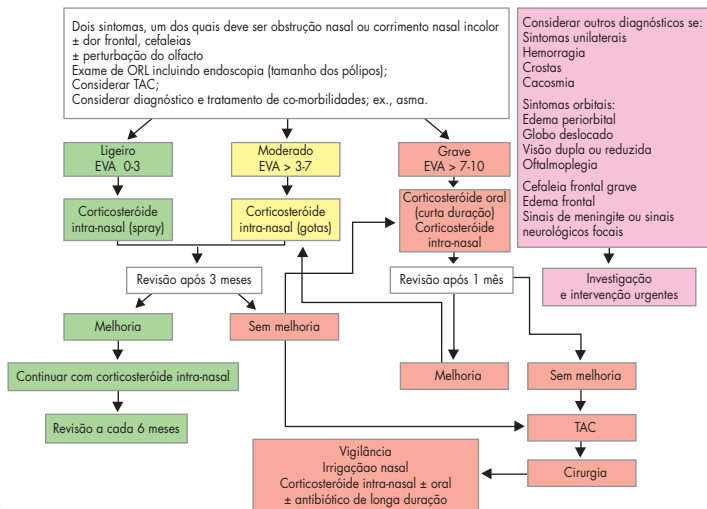 Dois sintomas, um dos quais deve ser obstrução nasal ou corrimento nasal incolor
± dor frontal, cefaleias
± perturbação do olfacto
Exame de ORL incluindo endoscopia (tamanho dos pólipos);
Considerar TAC;
Considerar diagnóstico e tratamento de co-morbilidades; ex., asma.
Considerar outros diagnósticos se:
Sintomas unilaterais
Hemorragia
Crostas
Cacosmia
Sintomas orbitais:
Edema periorbital
Globo deslocado
Visão dupla ou reduzida
Oftalmoplegia
Cefaleia frontal grave
Edema frontal
Sinais de meningite ou sinais
neurológicos focais
Investigação
e intervenção urgentes
Ligeiro
EVA 0-3
Moderado
EVA > 3-7
Grave
EVA > 7-10
Corticosteróide
intra-nasal (spray)
Corticosteróide
intra-nasal (gotas)
Corticosteróide oral
(curta duração)
Corticosteróide
intra-nasal
Revisão após 3 meses
Revisão após 1 mês
Melhoria
Sem melhoria
Melhoria
Sem melhoria
Continuar com corticosteróide intra-nasal
Revisão a cada 6 meses
TAC
Cirurgia
Vigilância
Irrigaçao nasal
Corticosteróide intra-nasal ± oral
± antibiótico de longa duração